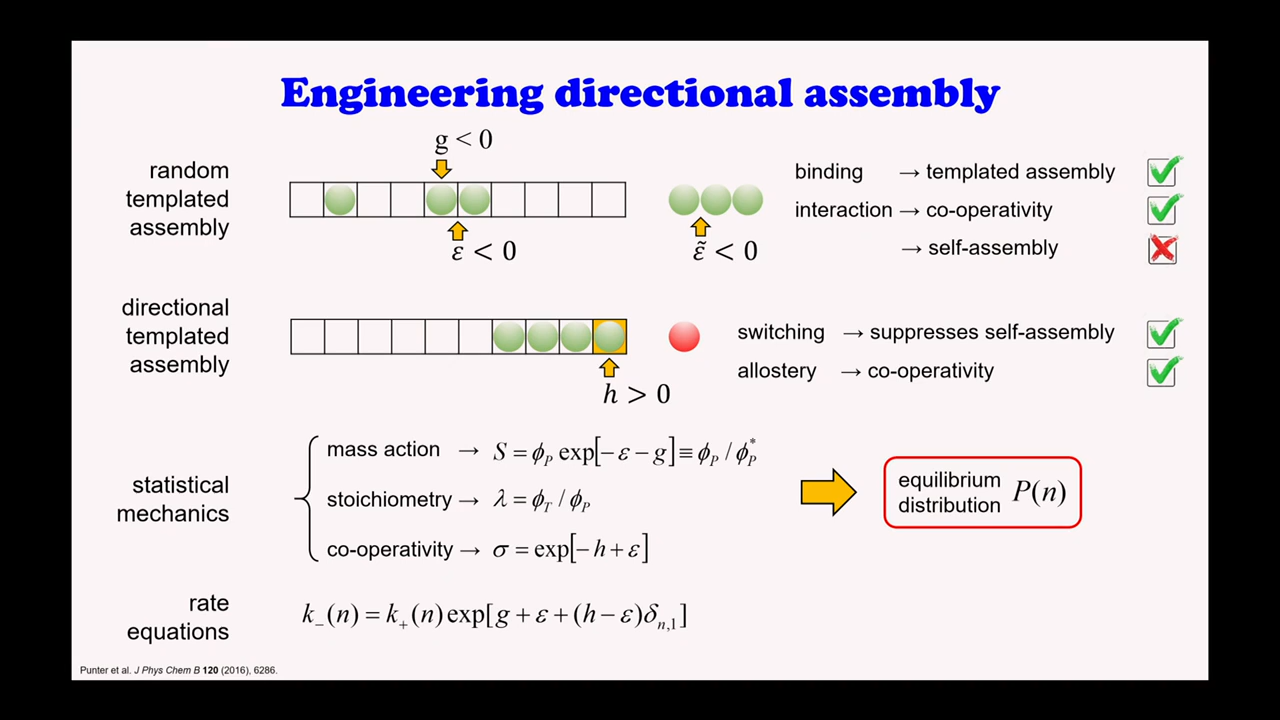 Engineering directional assembly
g < 0
random
templated
assembly
ε < 0
ε̃ < 0
binding → templated assembly
interaction → co-operativity
→ self-assembly
directional
templated
assembly
h > 0
switching → suppresses self-assembly
allostery → co-operativity
statistical
mechanics
mass action → S = ϕ_P exp[−ε − g] ≡ ϕ_P / ϕ_P^*
stoichiometry → λ = ϕ_T / ϕ_P
co-operativity → σ = exp[−h + ε]
equilibrium
distribution P(n)
rate
equations
k_−(n) = k_+(n) exp[g + ε + (h − ε)δ_{n,1}]
Punter et al. J Phys Chem B 120 (2016), 6286.